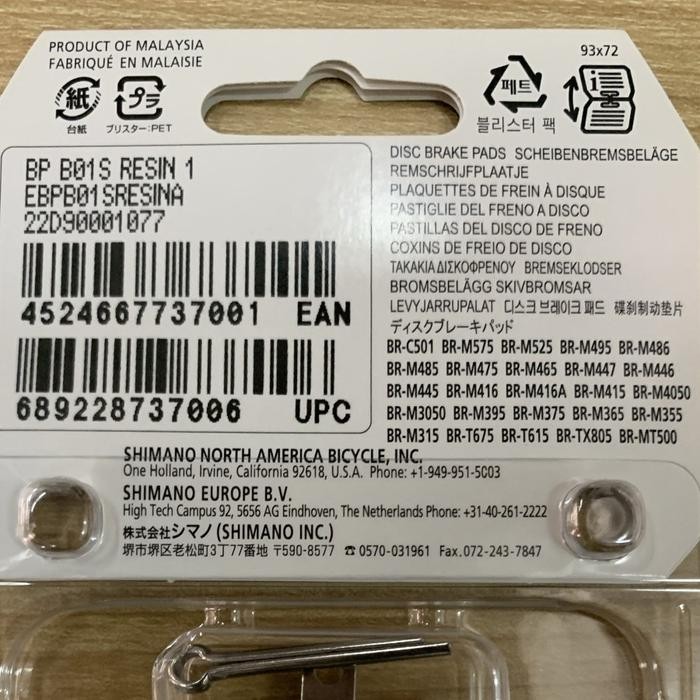 PRODUCT OF MALAYSIA
FABRIQUÉ EN MALAISIE
紙
台紙
プラ
ブリスター:PET
페트
블리스터 팩
93x72
BP B01S RESIN 1
EBPB01SRESINA
22D90001077
4524667737001 EAN
689228737006 UPC
DISC BRAKE PADS SCHEIBENBREMSBELÄGE
REMSCHRIJFPLAATJE
PLAQUETTES DE FREIN À DISQUE
PASTIGLIE DEL FRENO A DISCO
PASTILLAS DEL DISCO DE FRENO
COXINS DE FREIO DE DISCO
ΤΑΚΑΚΙΑ ΔΙΣΚΟΦΡΕΝΟΥ BREMSEKLODSER
BROMSBELÄGG SKIVBROMSAR
LEVYJARRUPALAT 디스크 브레이크 패드 碟刹制动垫片
ディスクブレーキパッド
BR-C501 BR-M575 BR-M525 BR-M495 BR-M486
BR-M485 BR-M475 BR-M465 BR-M447 BR-M446
BR-M445 BR-M416 BR-M416A BR-M415 BR-M4050
BR-M3050 BR-M395 BR-M375 BR-M365 BR-M355
BR-M315 BR-T675 BR-T615 BR-TX805 BR-MT500
SHIMANO NORTH AMERICA BICYCLE, INC.
One Holland, Irvine, California 92618, U.S.A. Phone: +1-949-951-5003
SHIMANO EUROPE B.V.
High Tech Campus 92, 5656 AG Eindhoven, The Netherlands Phone: +31-40-261-2222
株式会社シマノ (SHIMANO INC.)
堺市堺区老松町3丁77番地 〒590-8577 ☎ 0570-031961 Fax.072-243-7847